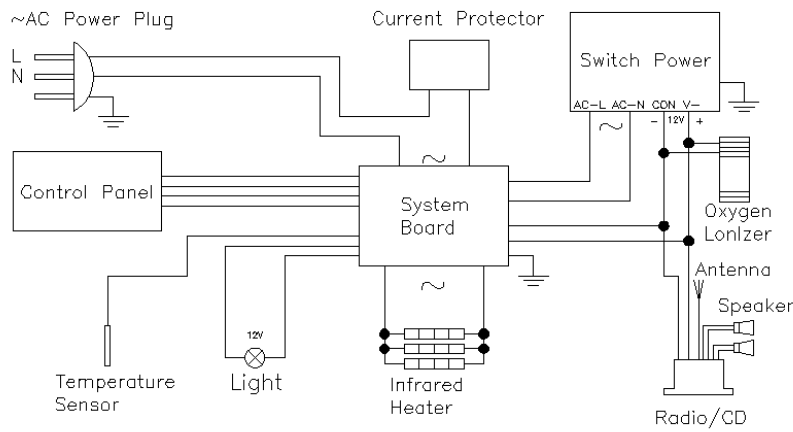 ~AC Power Plug
Current Protector
L
N
Switch Power
AC-L AC-N CON V-
- 12V +
Control Panel
System
Board
Oxygen
LonIzer
Antenna
Speaker
12V
Light
Temperature
Sensor
Infrared
Heater
Radio/CD